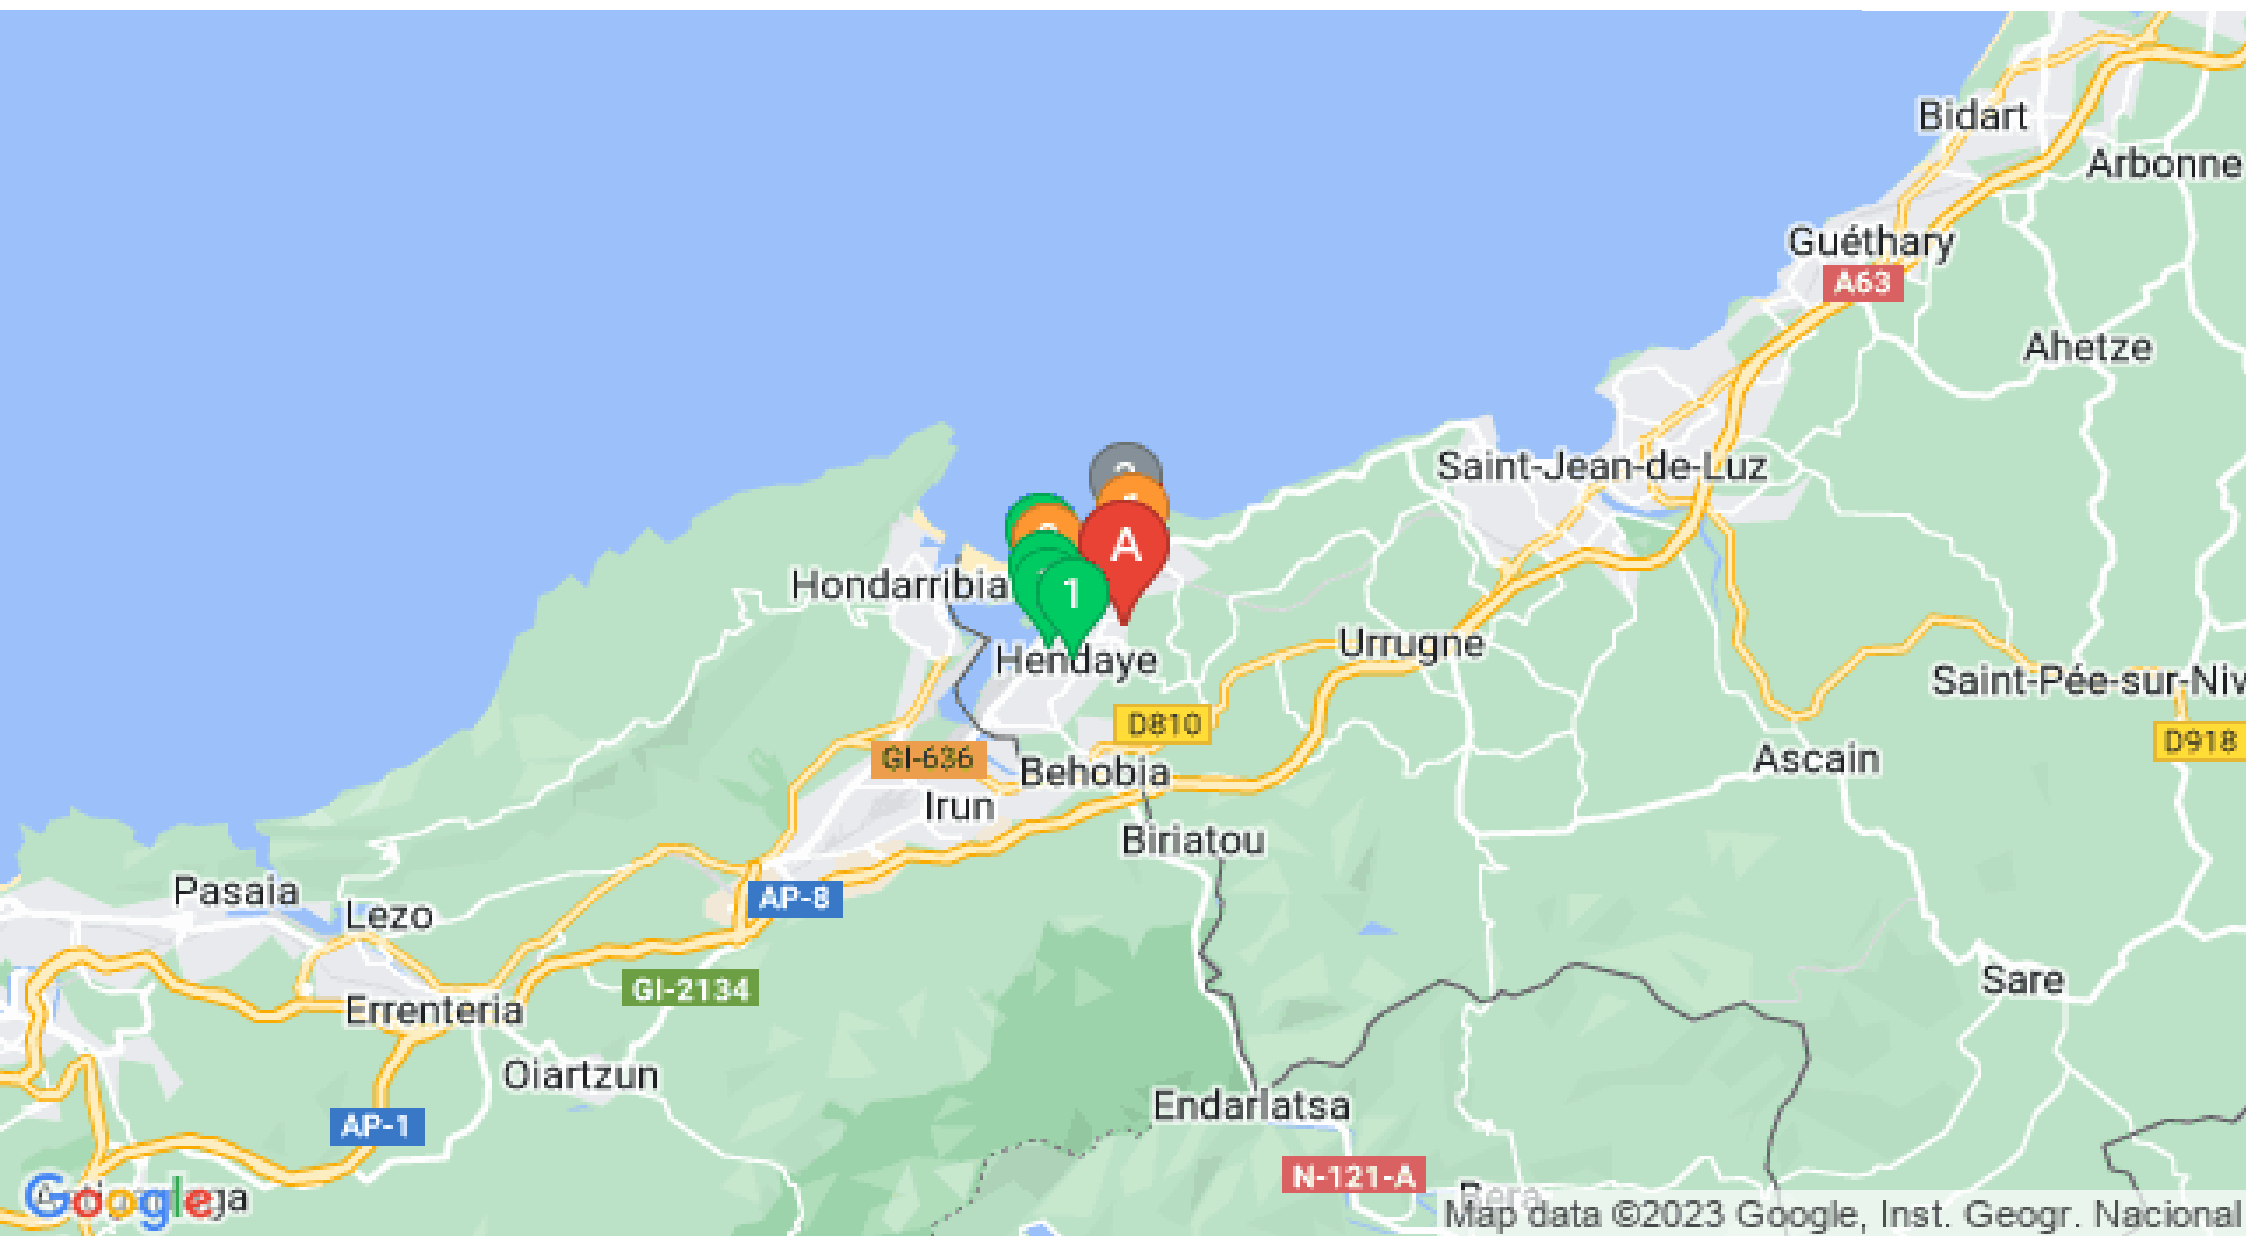 Bidart
Arbonne
Guéthary
A63
Ahetze
Saint-Jean-de-Luz
A
Hondarribia
1
Urrugne
Hendaye
Saint-Pée-sur-Niv
D810
D918
GI-636
Ascain
Behobia
Irun
Biriatou
Pasaia
AP-8
Lezo
Sare
GI-2134
Errenteria
Oiartzun
Endarlatsa
AP-1
N-121-A
Bera
Google
Map data ©2023 Google, Inst. Geogr. Nacional